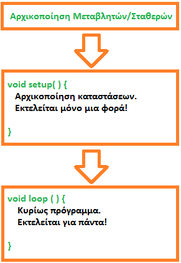 Αρχικοποίηση Μεταβλητών/Σταθερών
void setup( ) {
Αρχικοποίηση καταστάσεων.
Εκτελείται μόνο μια φορά!
}
void loop ( ) {
Κυρίως πρόγραμμα.
Εκτελείται για πάντα!
}